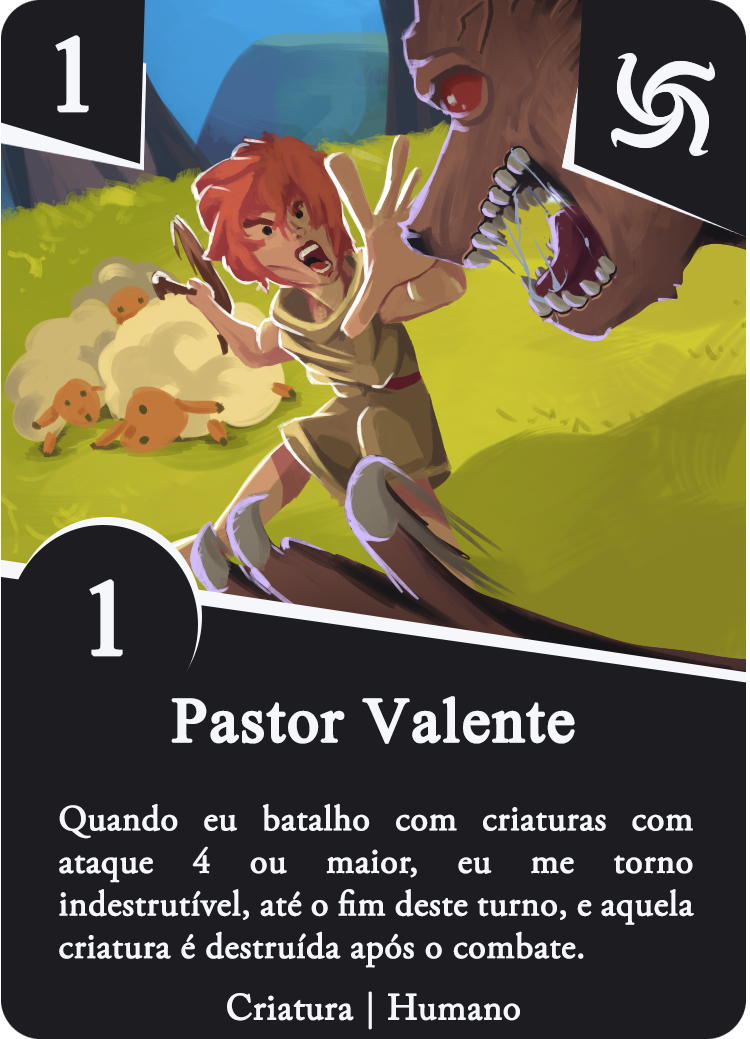 1
1
Pastor Valente
Quando eu batalho com criaturas com
ataque 4 ou maior, eu me torno
indestrutível, até o fim deste turno, e aquela
criatura é destruída após o combate.
Criatura | Humano